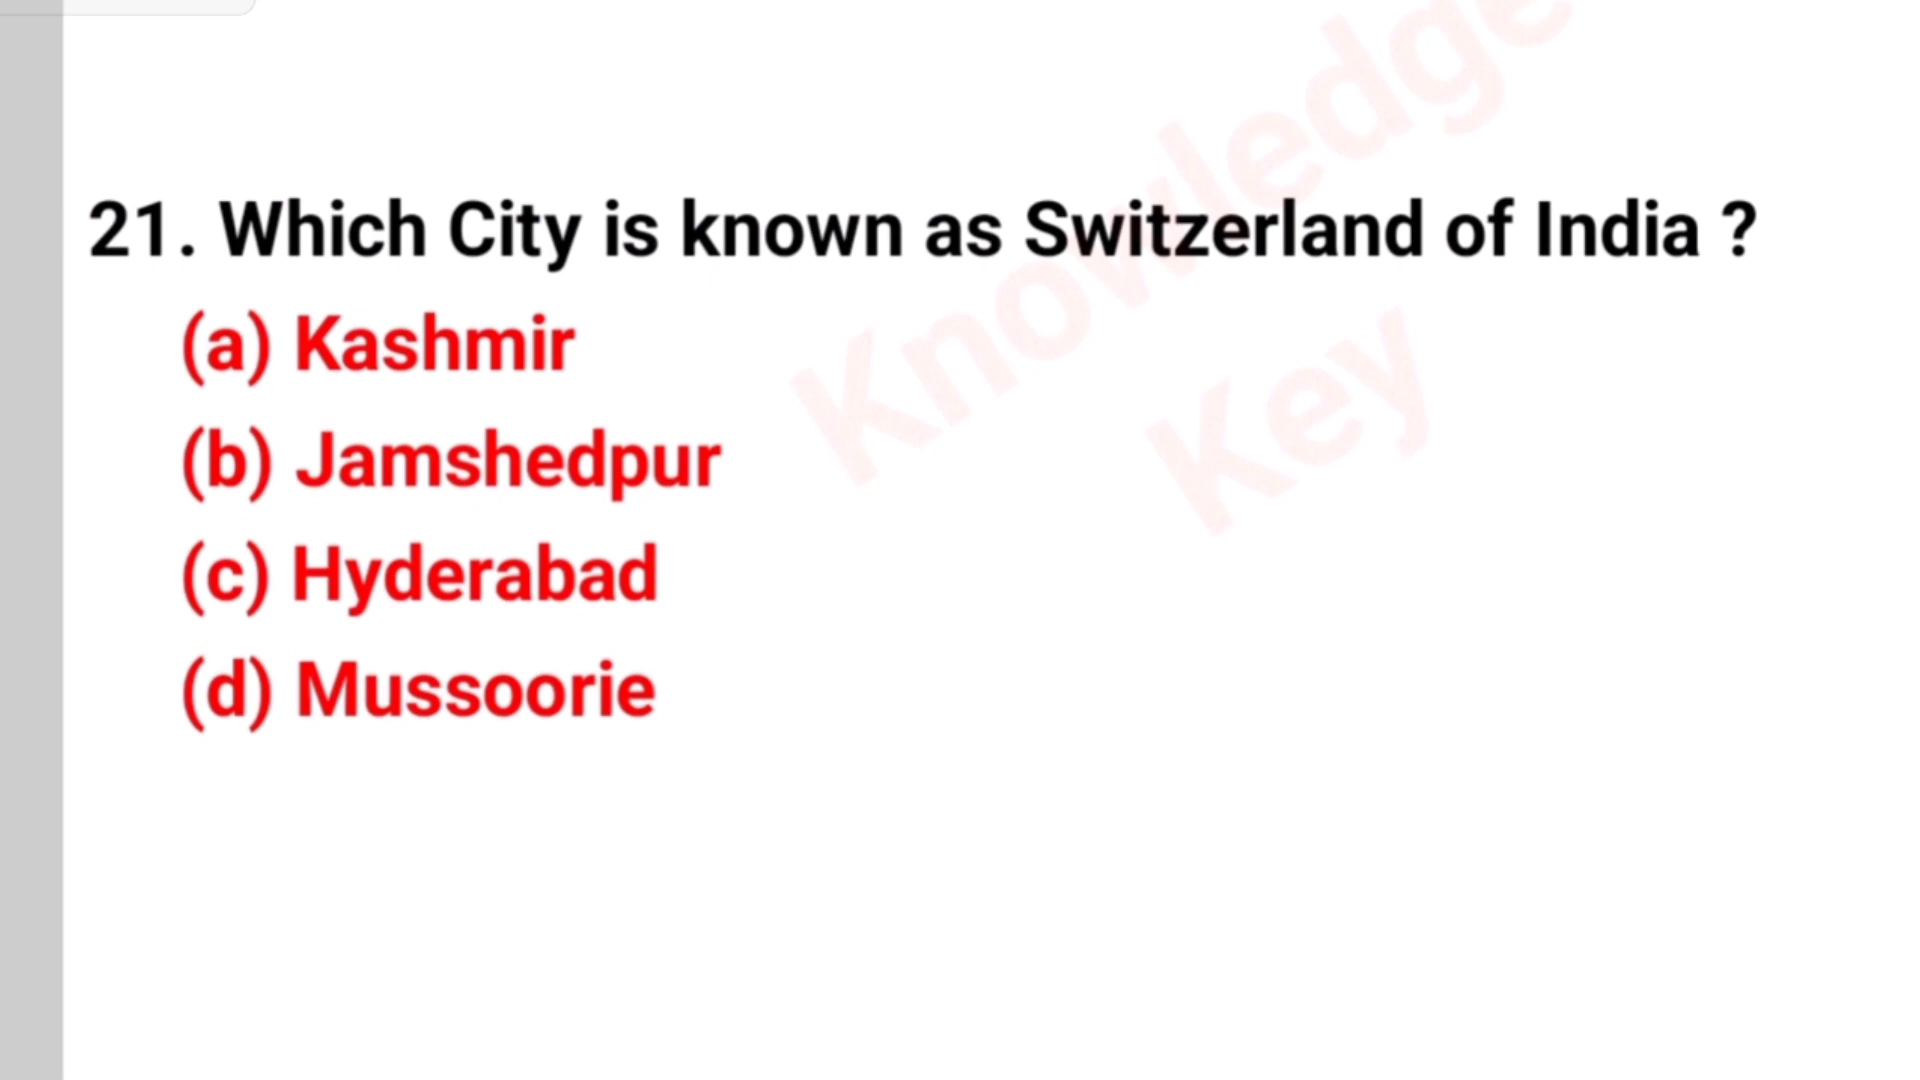 21. Which City is known as Switzerland of India ?
(a) Kashmir
(b) Jamshedpur
(c) Hyderabad
(d) Mussoorie
Knowledge
Key